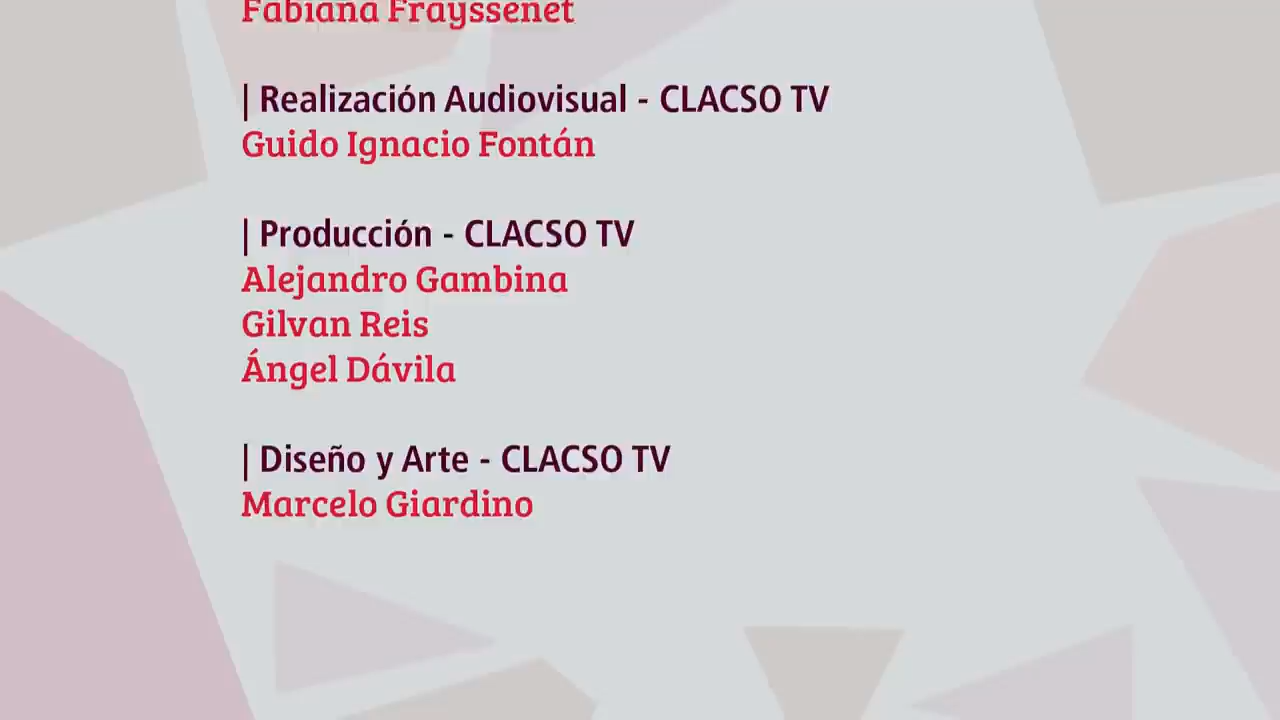 Fabiana Frayssenet
| Realización Audiovisual - CLACSO TV
Guido Ignacio Fontán
| Producción - CLACSO TV
Alejandro Gambina
Gilvan Reis
Ángel Dávila
| Diseño y Arte - CLACSO TV
Marcelo Giardino